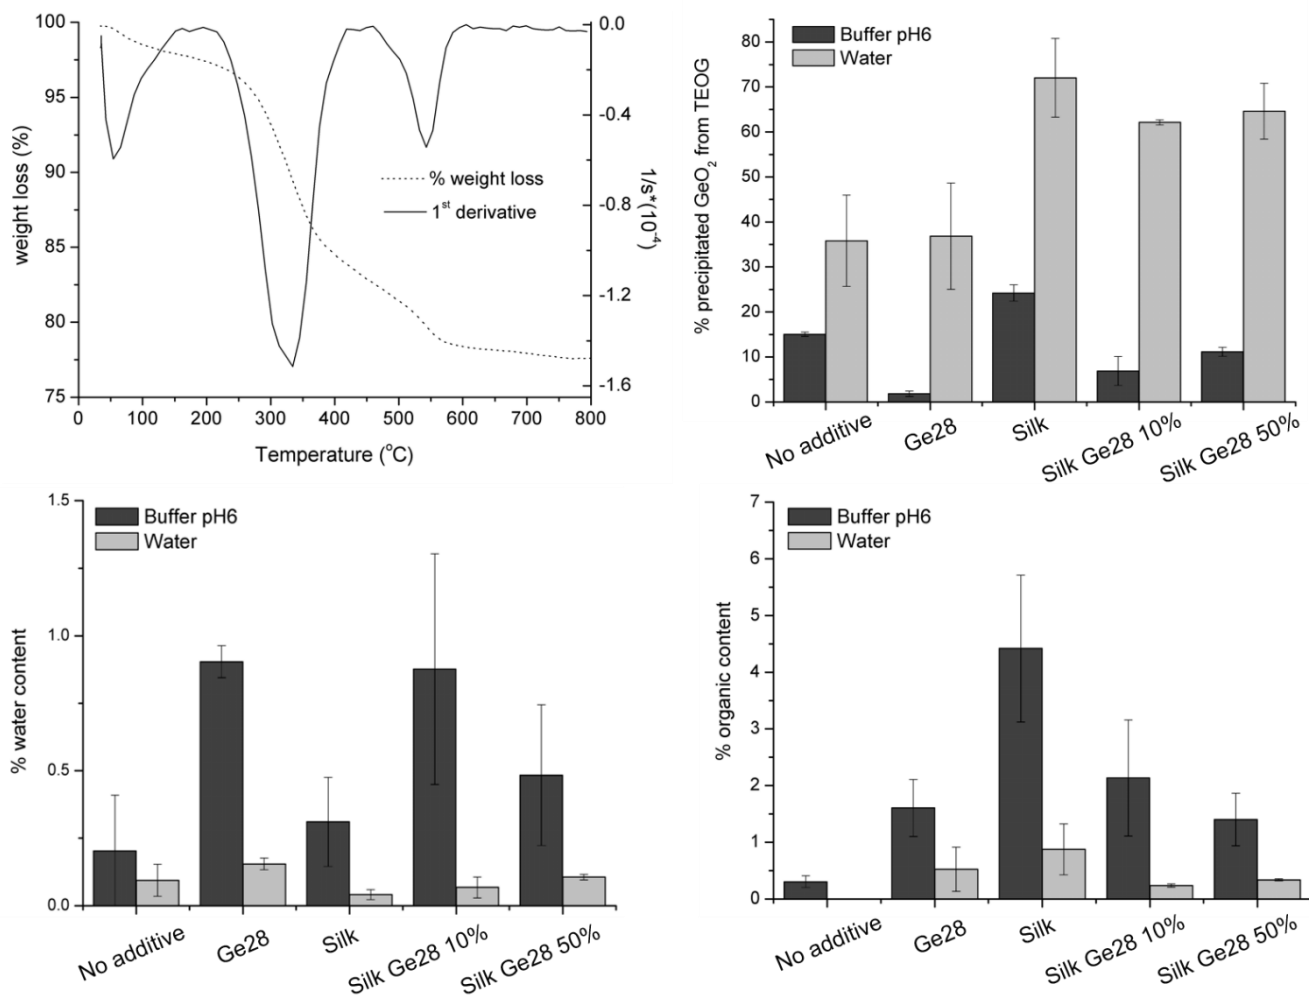 100
95
90
85
80
75
weight loss (%)
0
100
200
300
400
500
600
700
800
Temperature (°C)
0.0
-0.4
-0.8
-1.2
-1.6
1/s*(10⁻⁴)
% weight loss
1ˢᵗ derivative
80
70
60
50
40
30
20
10
0
% precipitated GeO₂ from TEOG
Buffer pH6
Water
No additive
Ge28
Silk
Silk Ge28 10%
Silk Ge28 50%
1.5
1.0
0.5
0.0
% water content
Buffer pH6
Water
No additive
Ge28
Silk
Silk Ge28 10%
Silk Ge28 50%
7
6
5
4
3
2
1
0
% organic content
Buffer pH6
Water
No additive
Ge28
Silk
Silk Ge28 10%
Silk Ge28 50%